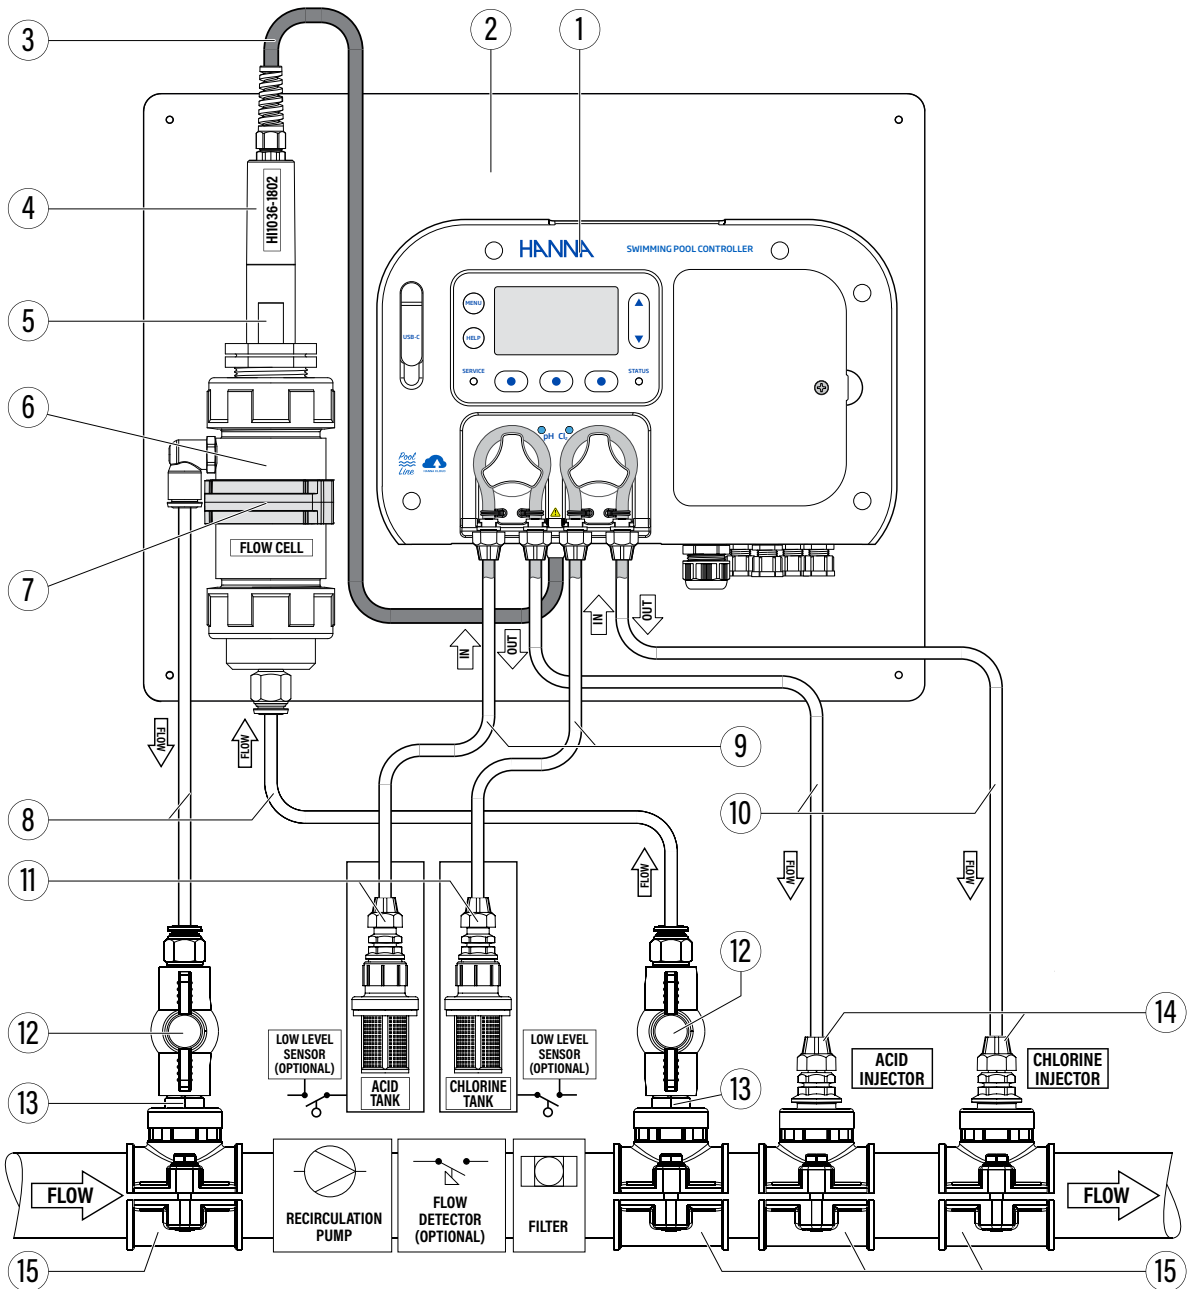 3
2
1
4
HI1036-1802
HANNA
SWIMMING POOL CONTROLLER
5
USB-C
MENU
HELP
SERVICE
STATUS
6
pH Cl₂
Pool
Line
HANNA CLOUD
7
FLOW CELL
IN
OUT
IN
OUT
FLOW
FLOW
9
8
10
11
FLOW
FLOW
FLOW
12
12
14
LOW LEVEL
SENSOR
(OPTIONAL)
LOW LEVEL
SENSOR
(OPTIONAL)
ACID
INJECTOR
CHLORINE
INJECTOR
ACID
TANK
CHLORINE
TANK
13
13
FLOW
RECIRCULATION
PUMP
FLOW
DETECTOR
(OPTIONAL)
FILTER
FLOW
15
15